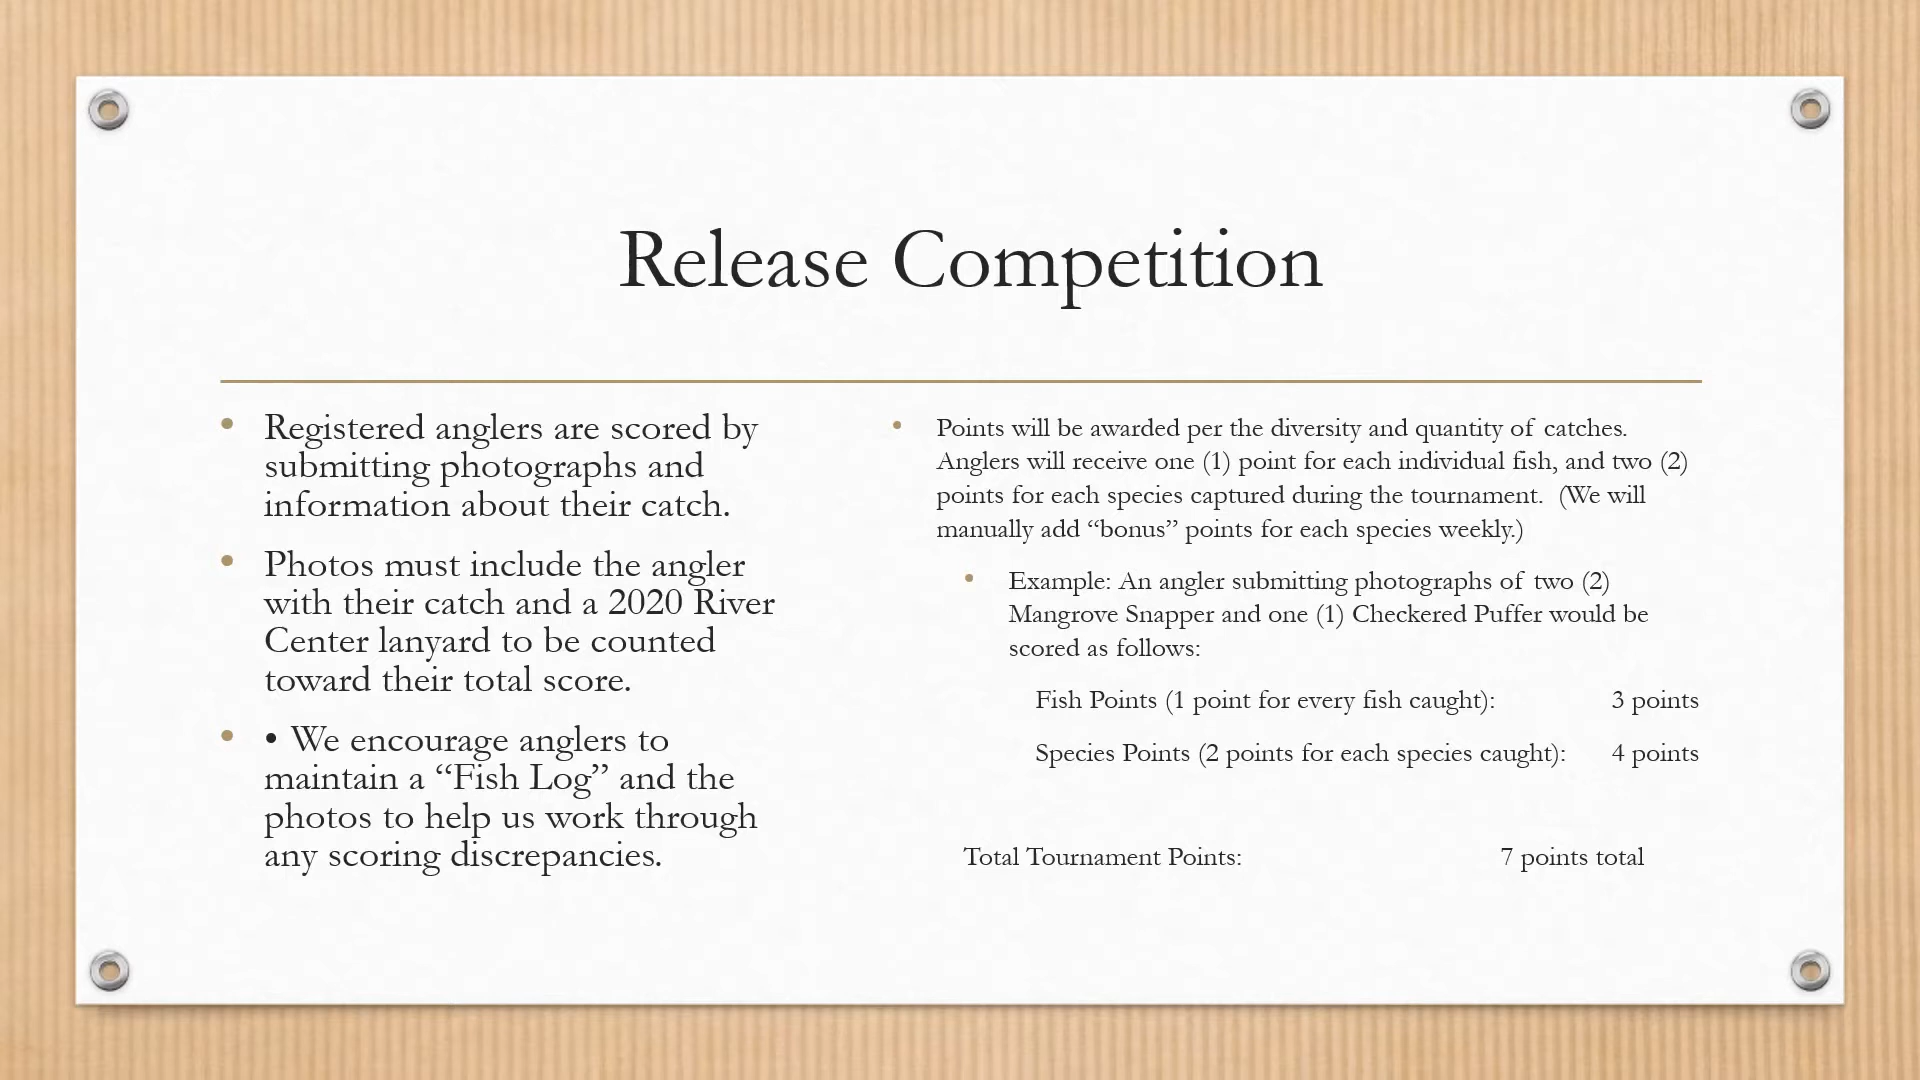 Release Competition
• Registered anglers are scored by
submitting photographs and
information about their catch.
• Photos must include the angler
with their catch and a 2020 River
Center lanyard to be counted
toward their total score.
• • We encourage anglers to
maintain a “Fish Log” and the
photos to help us work through
any scoring discrepancies.
• Points will be awarded per the diversity and quantity of catches.
Anglers will receive one (1) point for each individual fish, and two (2)
points for each species captured during the tournament.  (We will
manually add “bonus” points for each species weekly.)
• Example: An angler submitting photographs of two (2)
Mangrove Snapper and one (1) Checkered Puffer would be
scored as follows:
Fish Points (1 point for every fish caught): 3 points
Species Points (2 points for each species caught): 4 points
Total Tournament Points: 7 points total